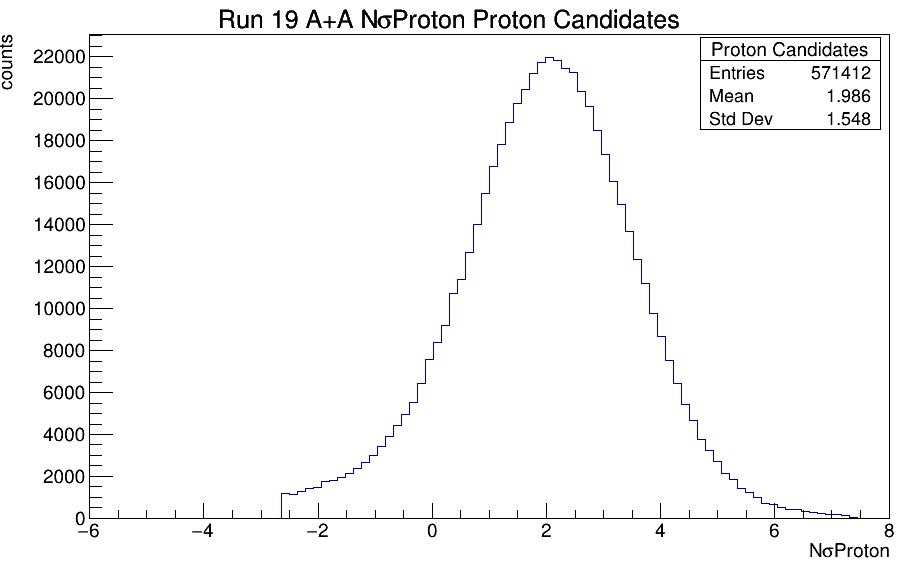 Run 19 A+A NσProton Proton Candidates
counts
Proton Candidates
Entries 571412
Mean 1.986
Std Dev 1.548
22000
20000
18000
16000
14000
12000
10000
8000
6000
4000
2000
0
−6 −4 −2 0 2 4 6 8
NσProton